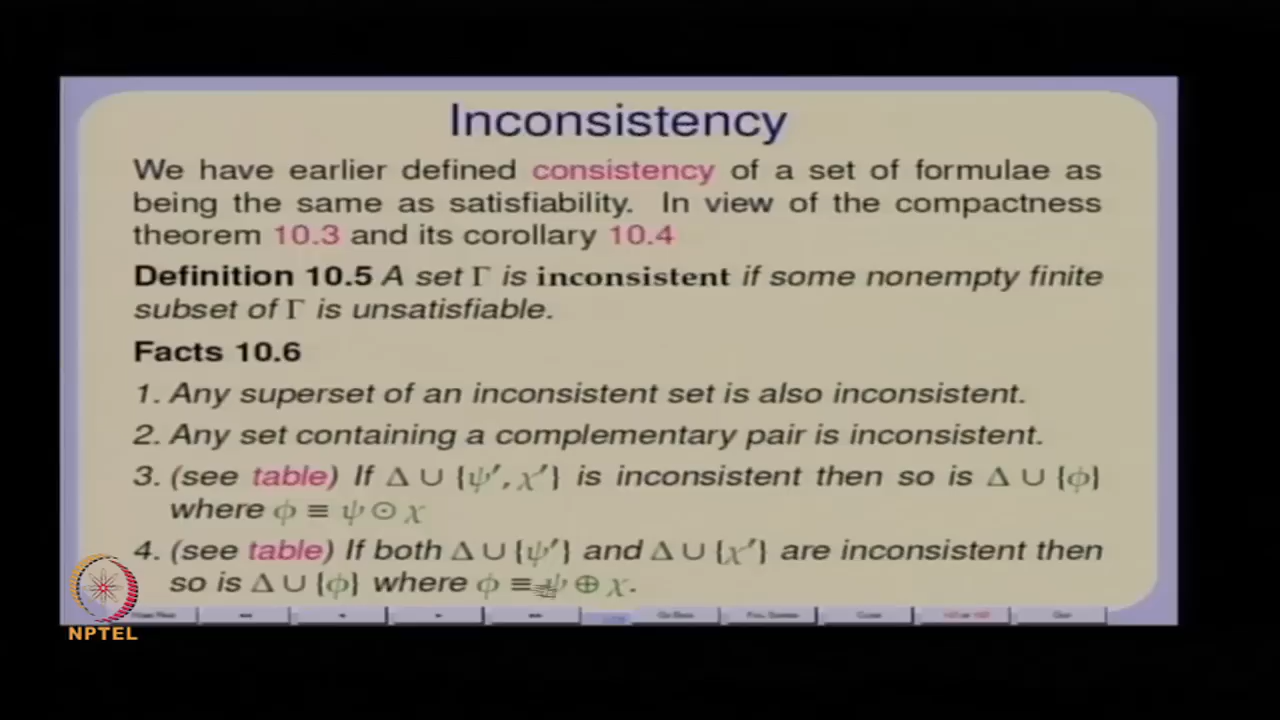 Inconsistency
We have earlier defined consistency of a set of formulae as
being the same as satisfiability. In view of the compactness
theorem 10.3 and its corollary 10.4
Definition 10.5 A set Γ is inconsistent if some nonempty finite
subset of Γ is unsatisfiable.
Facts 10.6
1. Any superset of an inconsistent set is also inconsistent.
2. Any set containing a complementary pair is inconsistent.
3. (see table) If Δ ∪ {ψ′, χ′} is inconsistent then so is Δ ∪ {ϕ}
where ϕ ≡ ψ ⊙ χ
4. (see table) If both Δ ∪ {ψ′} and Δ ∪ {χ′} are inconsistent then
so is Δ ∪ {ϕ} where ϕ ≡ ψ ⊕ χ.
NPTEL